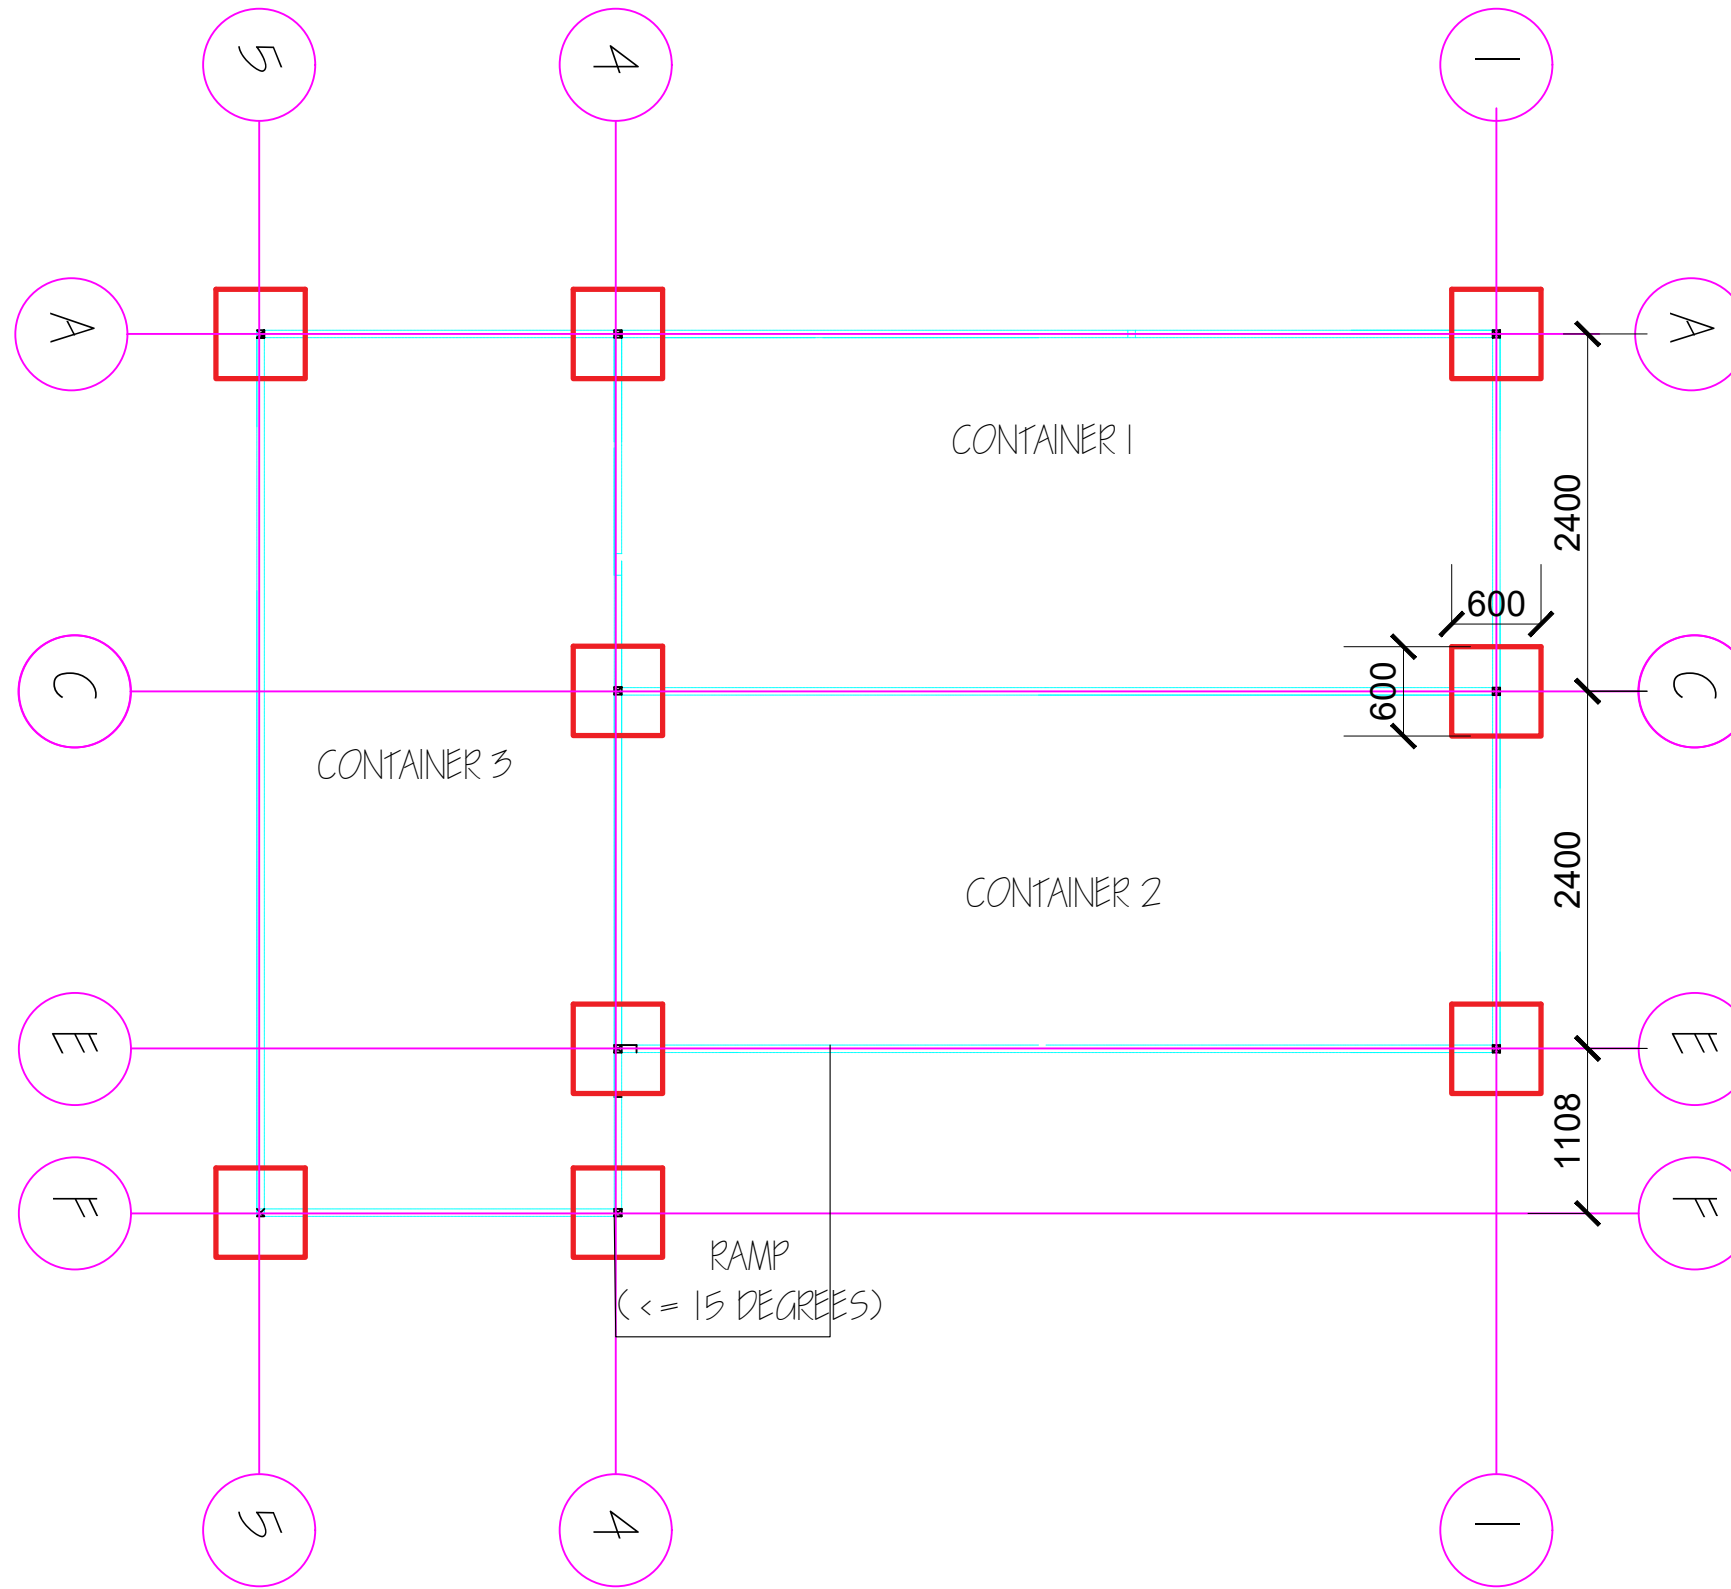 5 4 1
A A
CONTAINER 1
2400
600
C 600 C
CONTAINER 3
2400
CONTAINER 2
E E
1108
F F
RAMP
( <= 15 DEGREES)
5 4 1